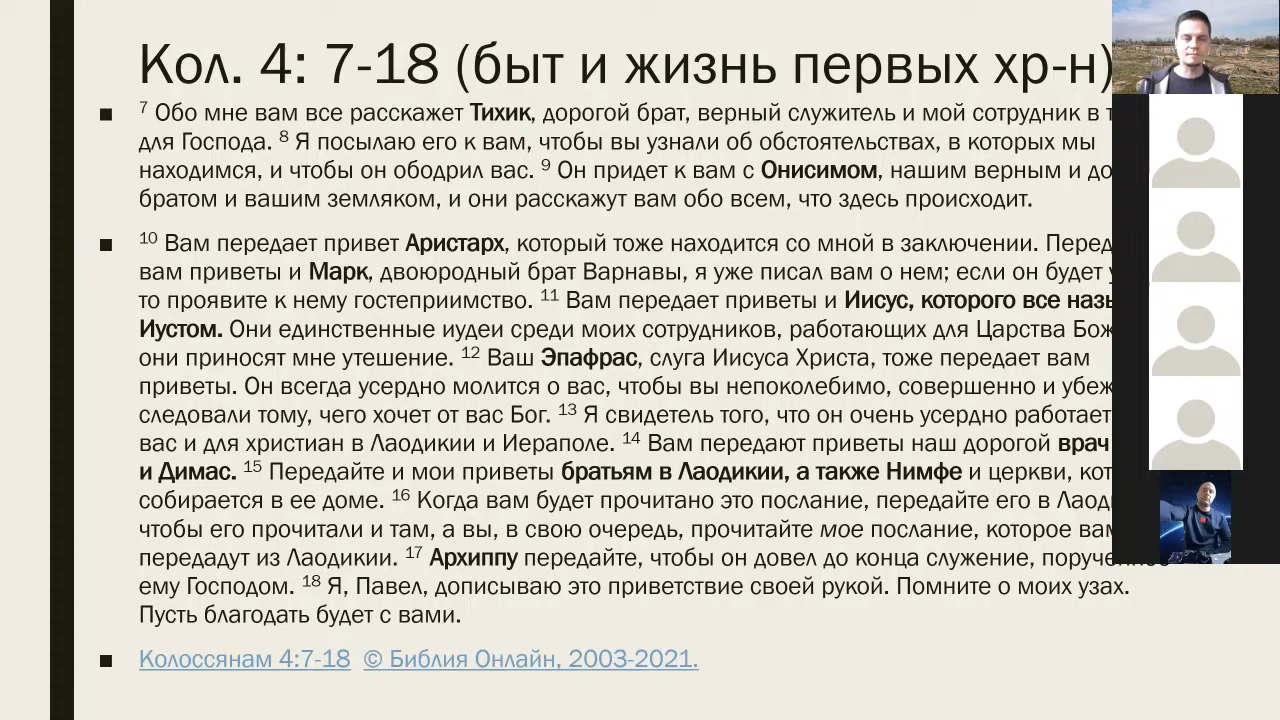 Кол. 4: 7-18 (быт и жизнь первых хр-н)
■ 7 Обо мне вам все расскажет Тихик, дорогой брат, верный служитель и мой сотрудник в
для Господа. 8 Я посылаю его к вам, чтобы вы узнали об обстоятельствах, в которых мы
находимся, и чтобы он ободрил вас. 9 Он придет к вам с Онисимом, нашим верным и
братом и вашим земляком, и они расскажут вам обо всем, что здесь происходит.
■ 10 Вам передает привет Аристарх, который тоже находится со мной в заключении.
вам приветы и Марк, двоюродный брат Варнавы, я уже писал вам о нем; если он будет
то проявите к нему гостеприимство. 11 Вам передает приветы и Иисус, которого все
Иустом. Они единственные иудеи среди моих сотрудников, работающих для Царства
они приносят мне утешение. 12 Ваш Эпафрас, слуга Иисуса Христа, тоже передает вам
приветы. Он всегда усердно молится о вас, чтобы вы непоколебимо, совершенно и
следовали тому, чего хочет от вас Бог. 13 Я свидетель того, что он очень усердно работает
вас и для христиан в Лаодикии и Иераполе. 14 Вам передают приветы наш дорогой врач
и Димас. 15 Передайте и мои приветы братьям в Лаодикии, а также Нимфе и церкви,
собирается в ее доме. 16 Когда вам будет прочитано это послание, передайте его в
чтобы его прочитали и там, а вы, в свою очередь, прочитайте мое послание, которое вам
передадут из Лаодикии. 17 Архиппу передайте, чтобы он довел до конца служение,
ему Господом. 18 Я, Павел, дописываю это приветствие своей рукой. Помните о моих узах.
Пусть благодать будет с вами.
■ Колоссянам 4:7-18 © Библия Онлайн, 2003-2021.